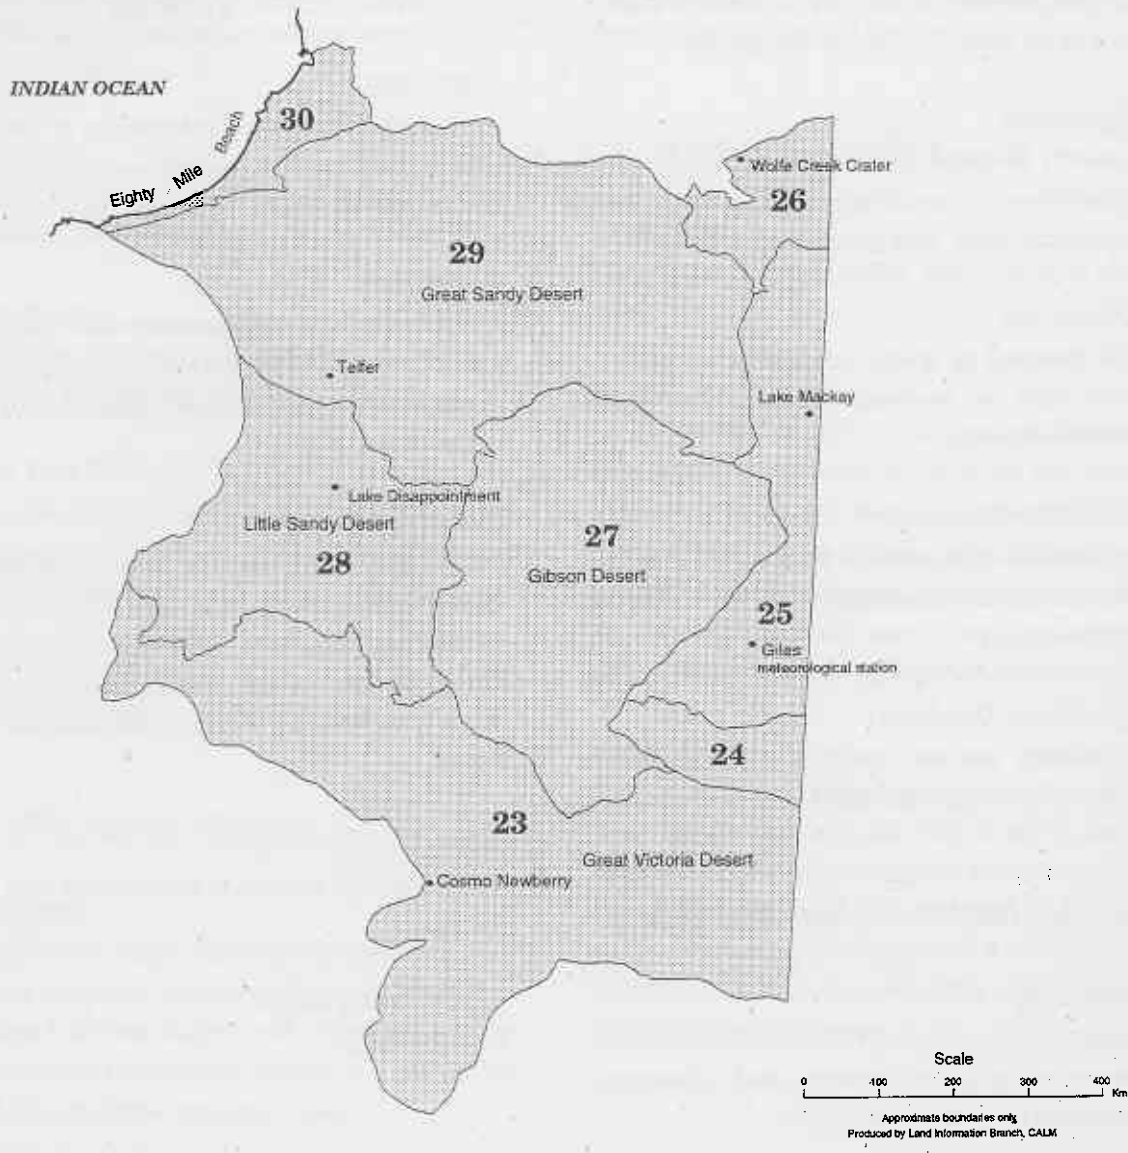 INDIAN OCEAN
30
Eighty Mile Beach
Wolfe Creek Crater
26
29
Great Sandy Desert
Telfer
Lake Mackay
Lake Disappointment
Little Sandy Desert
28
27
Gibson Desert
25
Giles
meteorological station
24
23
Great Victoria Desert
Cosmo Newberry
Scale
0 100 200 300 400
Km
Approximate boundaries only,
Produced by Land Information Branch, CALM